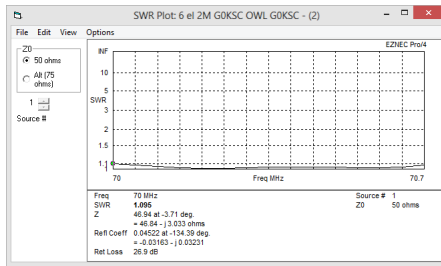 SWR Plot: 6 el 2M G0KSC OWL G0KSC - (2)
File Edit View Options
Z0
50 ohms
Alt (75 ohms)
1
Source #
EZNEC Pro/4
INF
10
5
SWR
3
2
1.5
1.1
1
70 Freq MHz 70.7
Freq 70 MHz Source # 1
SWR 1.095 Z0 50 ohms
Z 46.94 at -3.71 deg.
= 46.84 - j 3.033 ohms
Refl Coeff 0.04522 at -134.39 deg.
= -0.03163 - j 0.03231
Ret Loss 26.9 dB